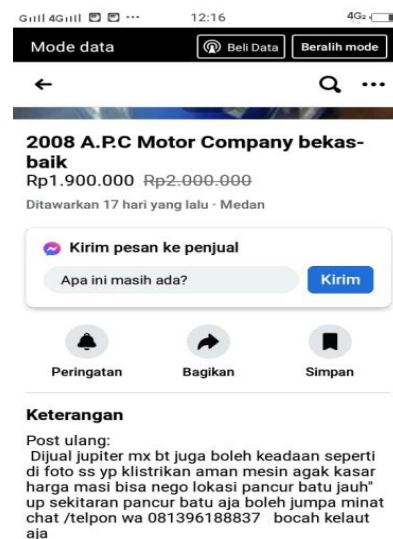 4G 4G ...
12:16
4G
Mode data
Beli Data
Beralih mode
2008 A.P.C Motor Company bekas-
baik
Rp1.900.000 Rp2.000.000
Ditawarkan 17 hari yang lalu · Medan
Kirim pesan ke penjual
Apa ini masih ada?
Kirim
Peringatan
Bagikan
Simpan
Keterangan
Post ulang:
Dijual jupiter mx bt juga boleh keadaan seperti
di foto ss yp klistrikan aman mesin agak kasar
harga masi bisa nego lokasi pancur batu jauh"
up sekitaran pancur batu aja boleh jumpa minat
chat /telpon wa 081396188837 bocah kelaut
aja